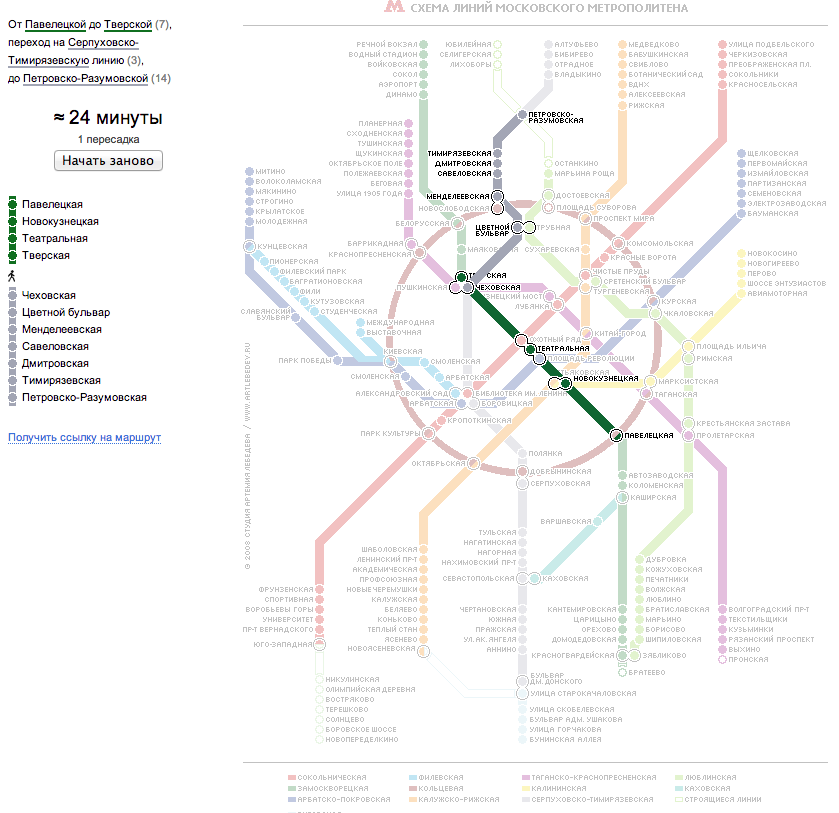 От Павелецкой до Тверской (7),
переход на Серпуховско-
Тимирязевскую линию (3),
до Петровско-Разумовской (14)
≈ 24 минуты
1 пересадка
Начать заново
Павелецкая
Новокузнецкая
Театральная
Тверская
Чеховская
Цветной бульвар
Менделеевская
Савеловская
Дмитровская
Тимирязевская
Петровско-Разумовская
Получить ссылку на маршрут
М СХЕМА ЛИНИЙ МОСКОВСКОГО МЕТРОПОЛИТЕНА
РЕЧНОЙ ВОКЗАЛ
ВОДНЫЙ СТАДИОН
ВОЙКОВСКАЯ
СОКОЛ
АЭРОПОРТ
ДИНАМО
ЮБИЛЕЙНАЯ
СЕЛИГЕРСКАЯ
ЛИХОБОРЫ
АЛТУФЬЕВО
БИБИРЕВО
ОТРАДНОЕ
ВЛАДЫКИНО
МЕДВЕДКОВО
БАБУШКИНСКАЯ
СВИБЛОВО
БОТАНИЧЕСКИЙ САД
ВДНХ
АЛЕКСЕЕВСКАЯ
РИЖСКАЯ
УЛИЦА ПОДБЕЛЬСКОГО
ЧЕРКИЗОВСКАЯ
ПРЕОБРАЖЕНСКАЯ ПЛ.
СОКОЛЬНИКИ
КРАСНОСЕЛЬСКАЯ
ПЕТРОВСКО-
РАЗУМОВСКАЯ
ПЛАНЕРНАЯ
СХОДНЕНСКАЯ
ТУШИНСКАЯ
ЩУКИНСКАЯ
ОКТЯБРЬСКОЕ ПОЛЕ
ПОЛЕЖАЕВСКАЯ
БЕГОВАЯ
УЛИЦА 1905 ГОДА
ТИМИРЯЗЕВСКАЯ
ДМИТРОВСКАЯ
САВЕЛОВСКАЯ
МЕНДЕЛЕЕВСКАЯ
НОВОСЛОБОДСКАЯ
ОСТАНКИНО
МАРЬИНА РОЩА
ДОСТОЕВСКАЯ
ПЛОЩАДЬ СУВОРОВА
ЩЕЛКОВСКАЯ
ПЕРВОМАЙСКАЯ
ИЗМАЙЛОВСКАЯ
ПАРТИЗАНСКАЯ
СЕМЕНОВСКАЯ
ЭЛЕКТРОЗАВОДСКАЯ
БАУМАНСКАЯ
МИТИНО
ВОЛОКОЛАМСКАЯ
МЯКИНИНО
СТРОГИНО
КРЫЛАТСКОЕ
МОЛОДЕЖНАЯ
КУНЦЕВСКАЯ
ПИОНЕРСКАЯ
ФИЛЕВСКИЙ ПАРК
БАГРАТИОНОВСКАЯ
ФИЛИ
КУТУЗОВСКАЯ
СТУДЕНЧЕСКАЯ
СЛАВЯНСКИЙ
БУЛЬВАР
ПАРК ПОБЕДЫ
МЕЖДУНАРОДНАЯ
ВЫСТАВОЧНАЯ
КИЕВСКАЯ
БЕЛОРУССКАЯ
БАРРИКАДНАЯ
КРАСНОПРЕСНЕНСКАЯ
ЦВЕТНОЙ
БУЛЬВАР
ТРУБНАЯ
ПРОСПЕКТ МИРА
МАЯКОВСКАЯ
СУХАРЕВСКАЯ
КОМСОМОЛЬСКАЯ
КРАСНЫЕ ВОРОТА
ЧИСТЫЕ ПРУДЫ
СРЕТЕНСКИЙ БУЛЬВАР
ТУРГЕНЕВСКАЯ
НОВОКОСИНО
НОВОГИРЕЕВО
ПЕРОВО
ШОССЕ ЭНТУЗИАСТОВ
АВИАМОТОРНАЯ
ПУШКИНСКАЯ
ЧЕХОВСКАЯ
ЛУБЯНКА
КУРСКАЯ
ЧКАЛОВСКАЯ
КИТАЙ-ГОРОД
ОХОТНЫЙ РЯД
ТЕАТРАЛЬНАЯ
ПЛОЩАДЬ РЕВОЛЮЦИИ
НОВОКУЗНЕЦКАЯ
ПЛОЩАДЬ ИЛЬИЧА
РИМСКАЯ
МАРКСИСТСКАЯ
ТАГАНСКАЯ
СМОЛЕНСКАЯ
АРБАТСКАЯ
СМОЛЕНСКАЯ
АЛЕКСАНДРОВСКИЙ САД
АРБАТСКАЯ
БИБЛИОТЕКА ИМ. ЛЕНИНА
БОРОВИЦКАЯ
КРОПОТКИНСКАЯ
ПАРК КУЛЬТУРЫ
КРЕСТЬЯНСКАЯ ЗАСТАВА
ПРОЛЕТАРСКАЯ
ПАВЕЛЕЦКАЯ
ОКТЯБРЬСКАЯ
ПОЛЯНКА
ДОБРЫНИНСКАЯ
СЕРПУХОВСКАЯ
АВТОЗАВОДСКАЯ
КОЛОМЕНСКАЯ
КАШИРСКАЯ
ВАРШАВСКАЯ
КАХОВСКАЯ
ТУЛЬСКАЯ
НАГАТИНСКАЯ
НАГОРНАЯ
НАХИМОВСКИЙ ПР-Т
СЕВАСТОПОЛЬСКАЯ
ЧЕРТАНОВСКАЯ
ЮЖНАЯ
ПРАЖСКАЯ
УЛ. АК. ЯНГЕЛЯ
АННИНО
БУЛЬВАР
ДМ. ДОНСКОГО
УЛИЦА СТАРОКАЧАЛОВСКАЯ
УЛИЦА СКОБЕЛЕВСКАЯ
БУЛЬВАР АДМ. УШАКОВА
УЛИЦА ГОРЧАКОВА
БУНИНСКАЯ АЛЛЕЯ
ШАБОЛОВСКАЯ
ЛЕНИНСКИЙ ПР-Т
АКАДЕМИЧЕСКАЯ
ПРОФСОЮЗНАЯ
НОВЫЕ ЧЕРЕМУШКИ
КАЛУЖСКАЯ
БЕЛЯЕВО
КОНЬКОВО
ТЕПЛЫЙ СТАН
ЯСЕНЕВО
НОВОЯСЕНЕВСКАЯ
ФРУНЗЕНСКАЯ
СПОРТИВНАЯ
ВОРОБЬЕВЫ ГОРЫ
УНИВЕРСИТЕТ
ПР-Т ВЕРНАДСКОГО
ЮГО-ЗАПАДНАЯ
НИКУЛИНСКАЯ
ОЛИМПИЙСКАЯ ДЕРЕВНЯ
ВОСТРЯКОВО
ТЕРЕШКОВО
СОЛНЦЕВО
БОРОВСКОЕ ШОССЕ
НОВОПЕРЕДЕЛКИНО
КАНТЕМИРОВСКАЯ
ЦАРИЦЫНО
ОРЕХОВО
ДОМОДЕДОВСКАЯ
КРАСНОГВАРДЕЙСКАЯ
БРАТЕЕВО
ДУБРОВКА
КОЖУХОВСКАЯ
ПЕЧАТНИКИ
ВОЛЖСКАЯ
ЛЮБЛИНО
БРАТИСЛАВСКАЯ
МАРЬИНО
БОРИСОВО
ШИПИЛОВСКАЯ
ЗЯБЛИКОВО
ВОЛГОГРАДСКИЙ ПР-Т
ТЕКСТИЛЬЩИКИ
КУЗЬМИНКИ
РЯЗАНСКИЙ ПРОСПЕКТ
ВЫХИНО
ПРОНСКАЯ
© 2008 СТУДИЯ АРТЕМИЯ ЛЕБЕДЕВА / WWW.ARTLEBEDEV.RU
СОКОЛЬНИЧЕСКАЯ
ЗАМОСКВОРЕЦКАЯ
АРБАТСКО-ПОКРОВСКАЯ
ФИЛЕВСКАЯ
КОЛЬЦЕВАЯ
КАЛУЖСКО-РИЖСКАЯ
ТАГАНСКО-КРАСНОПРЕСНЕНСКАЯ
КАЛИНИНСКАЯ
СЕРПУХОВСКО-ТИМИРЯЗЕВСКАЯ
ЛЮБЛИНСКАЯ
КАХОВСКАЯ
СТРОЯЩИЕСЯ ЛИНИИ